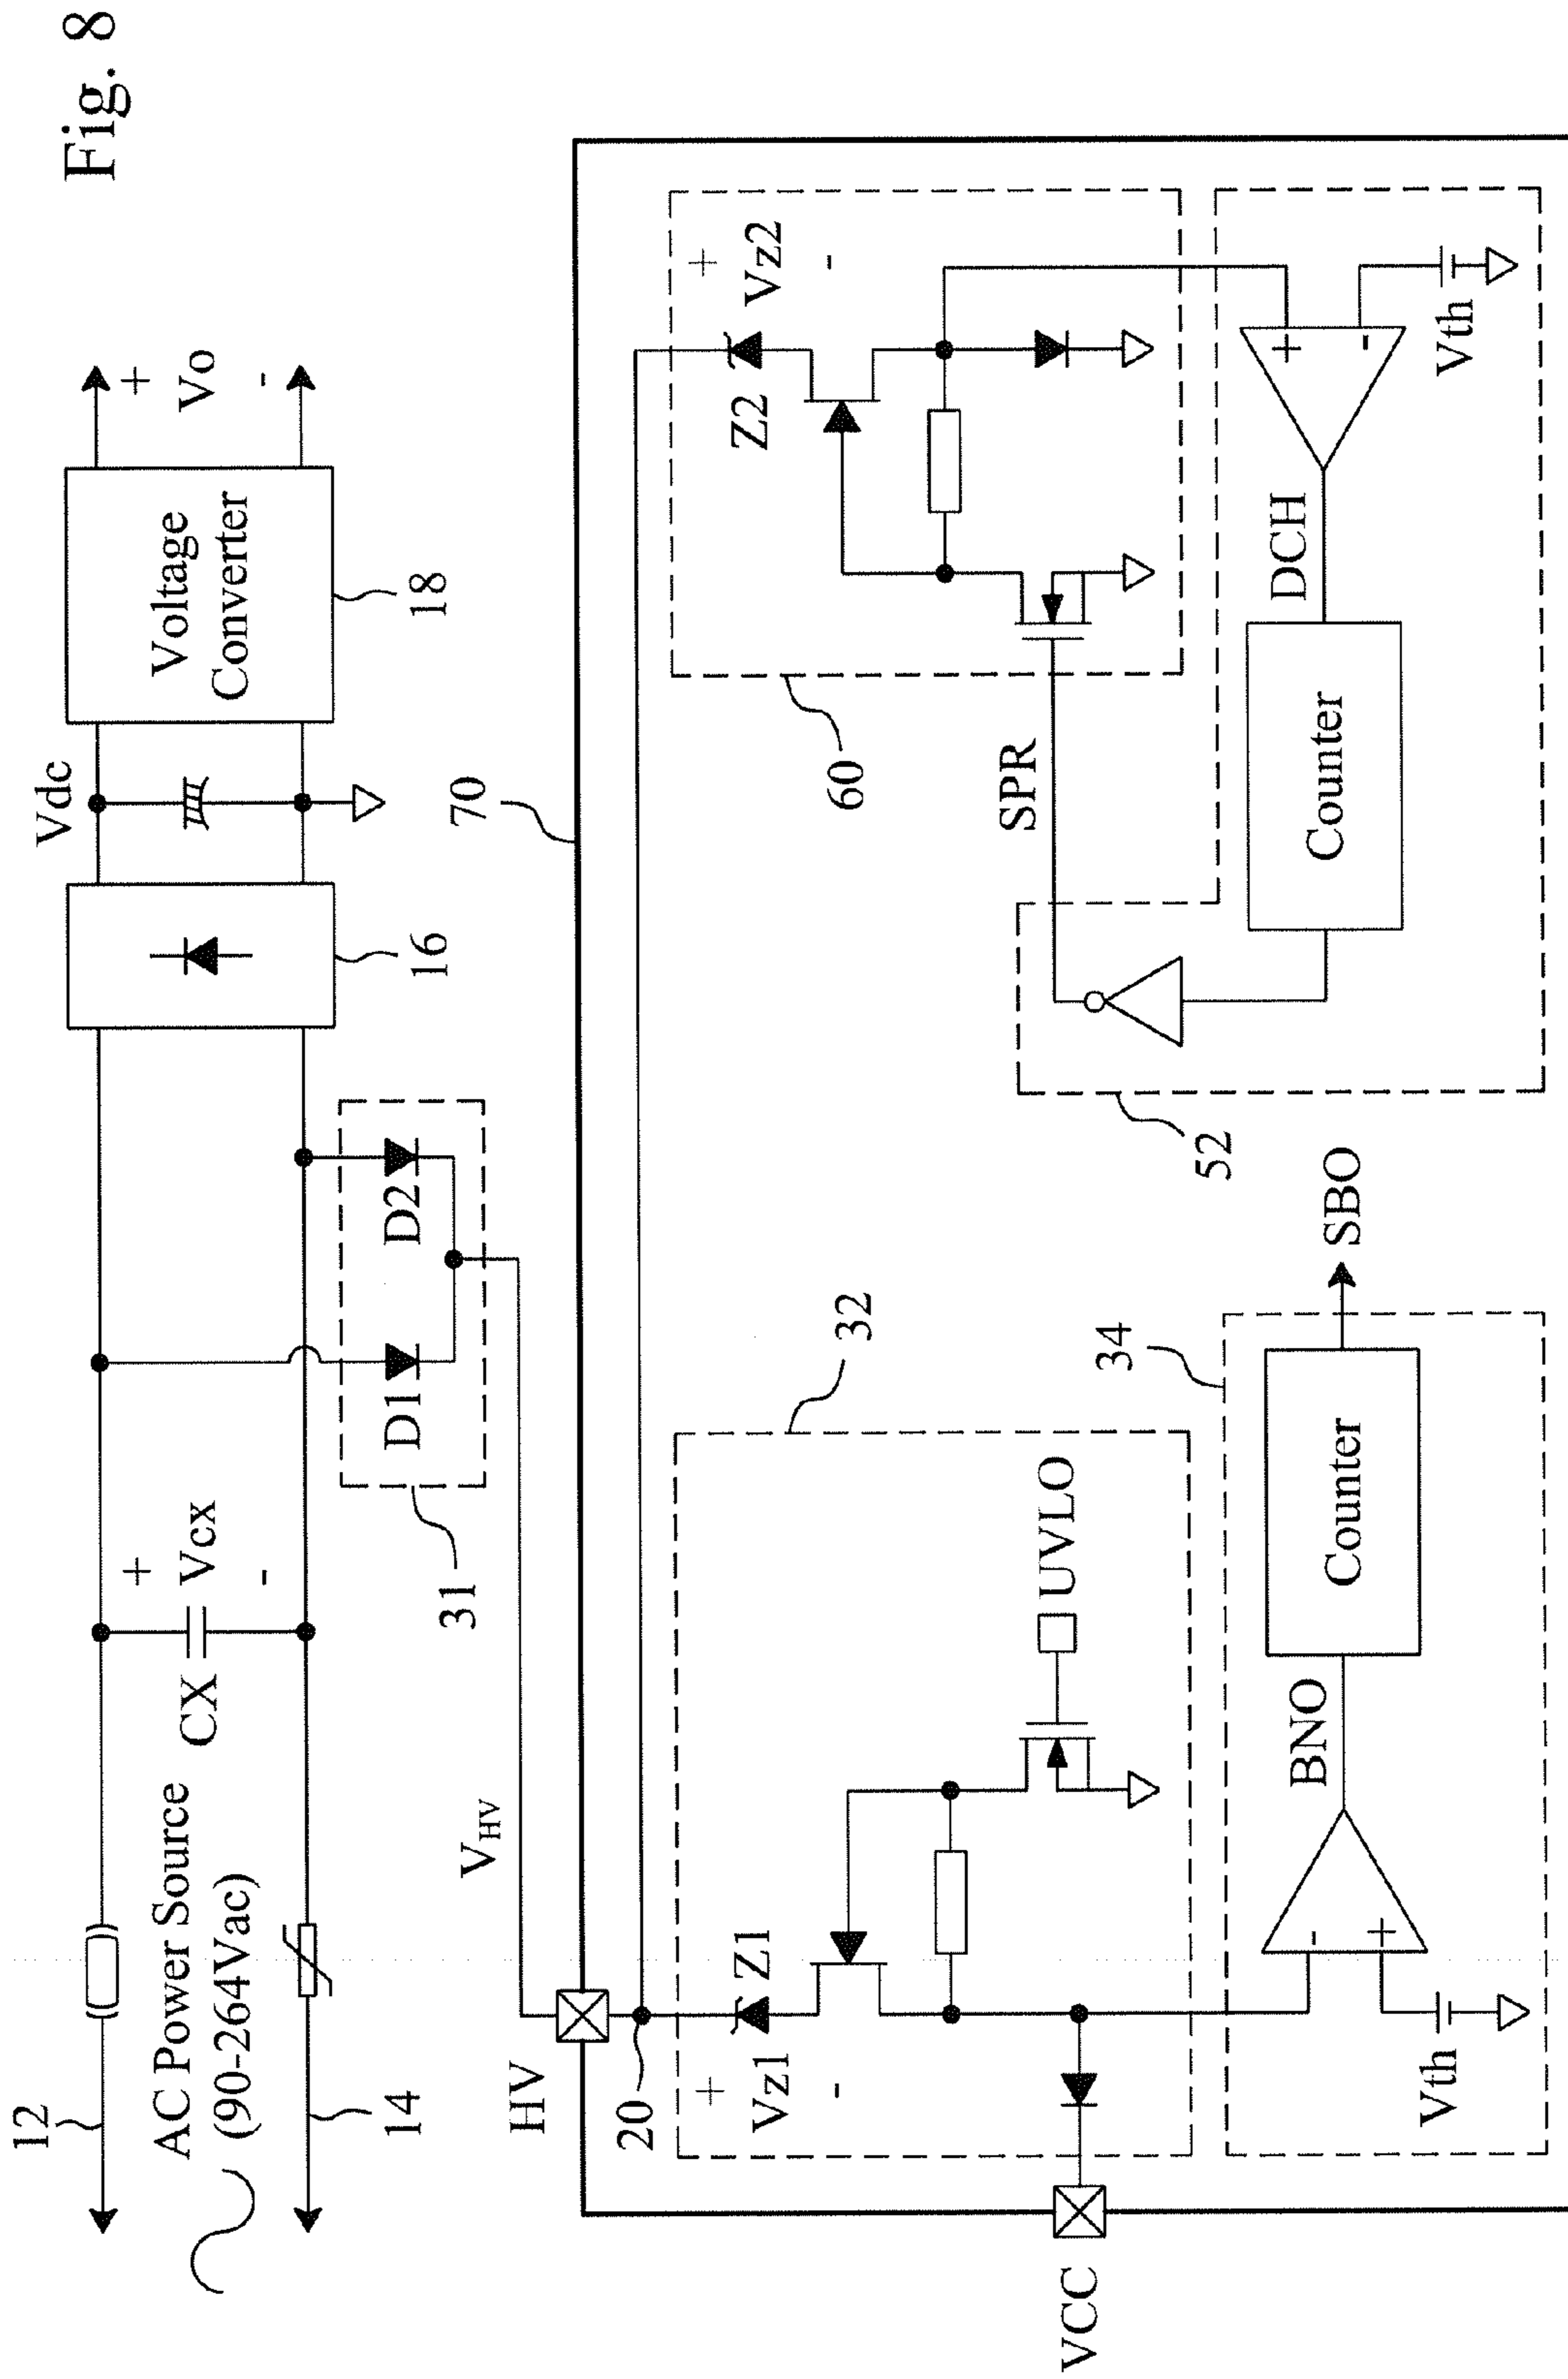 Fig. 8
12
AC Power Source
(90-264Vac)
14
CX
+
Vcx
-
31
D1
D2
16
Vdc
Voltage
Converter
18
+
Vo
-
HV
V_HV
70
20
+
Vz1
-
Z1
UVLO
32
VCC
Vth
-
+
BNO
Counter
34
SBO
52
SPR
60
Z2
+
Vz2
-
Counter
DCH
+
-
Vth